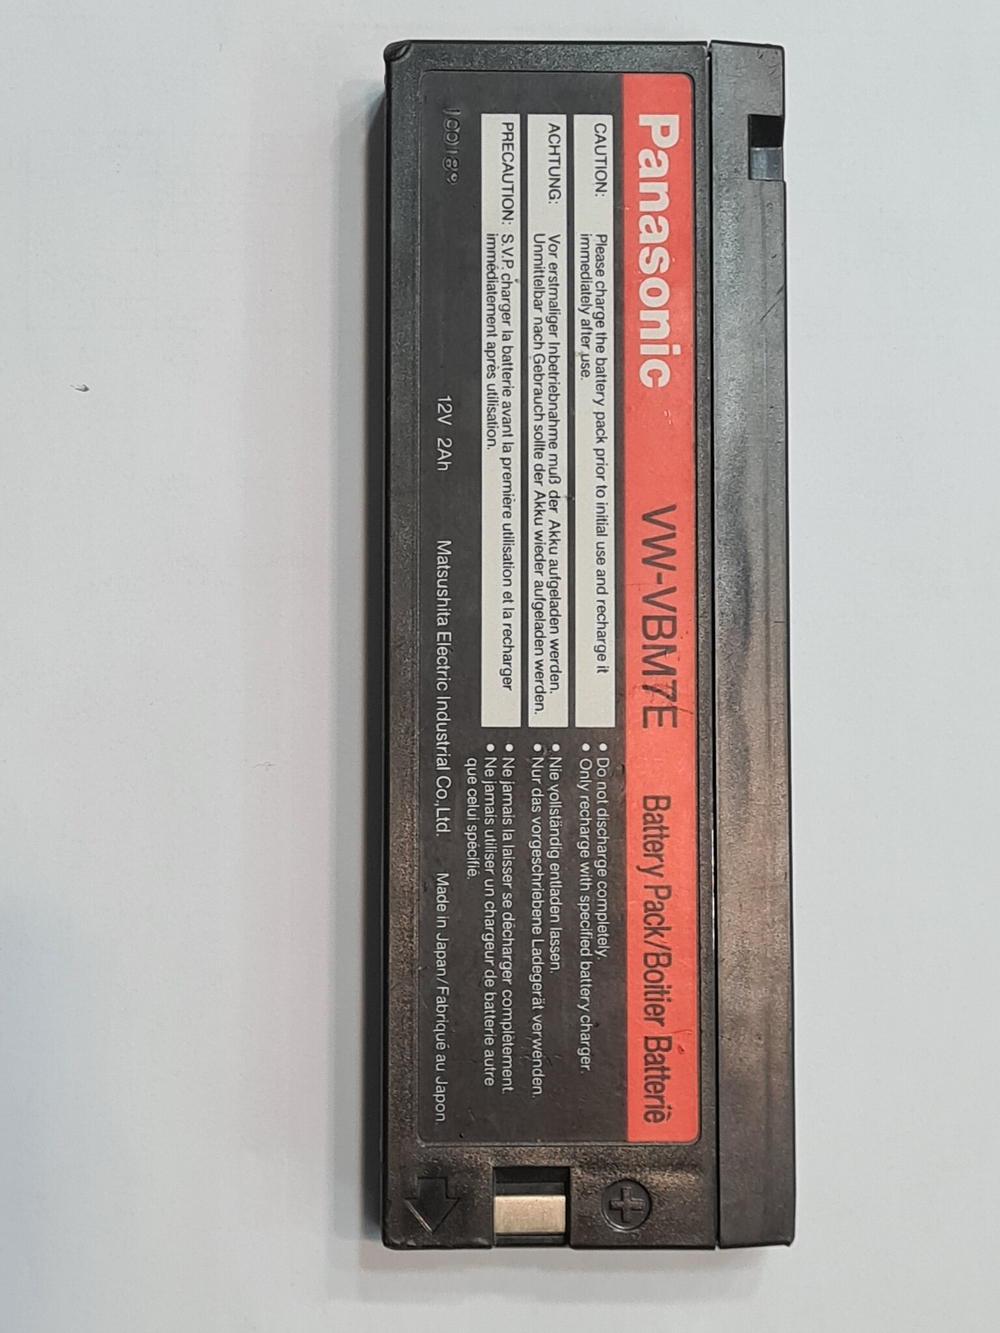 Panasonic VW-VBM7E Battery Pack/Boîtier Batterie
CAUTION: Please charge the battery pack prior to initial use and recharge it
immediately after use.
• Do not discharge completely.
• Only recharge with specified battery charger.
ACHTUNG: Vor erstmaliger Inbetriebnahme muß der Akku aufgeladen werden.
Unmittelbar nach Gebrauch sollte der Akku wieder aufgeladen werden.
• Nie vollständig entladen lassen.
• Nur das vorgeschriebene Ladegerät verwenden.
PRECAUTION: S.V.P. charger la batterie avant la première utilisation et la recharger
immédiatement après utilisation.
• Ne jamais la laisser se décharger complètement.
• Ne jamais utiliser un chargeur de batterie autre
que celui spécifié.
12V 2Ah Matsushita Electric Industrial Co.,Ltd. Made in Japan/Fabriqué au Japon
+